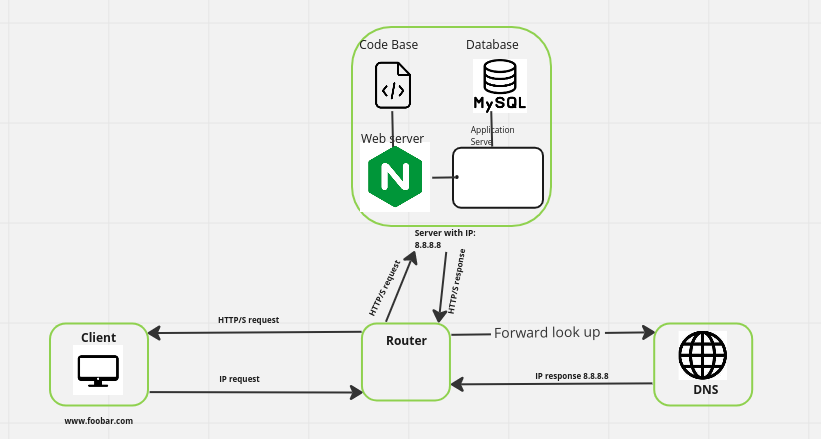 Code Base
Database
MySQL
Web server
Application
Serve
N
Server with IP:
8.8.8.8
HTTP/S request
HTTP/S response
HTTP/S request
Client
Router
Forward look up
IP request
IP response 8.8.8.8
DNS
www.foobar.com